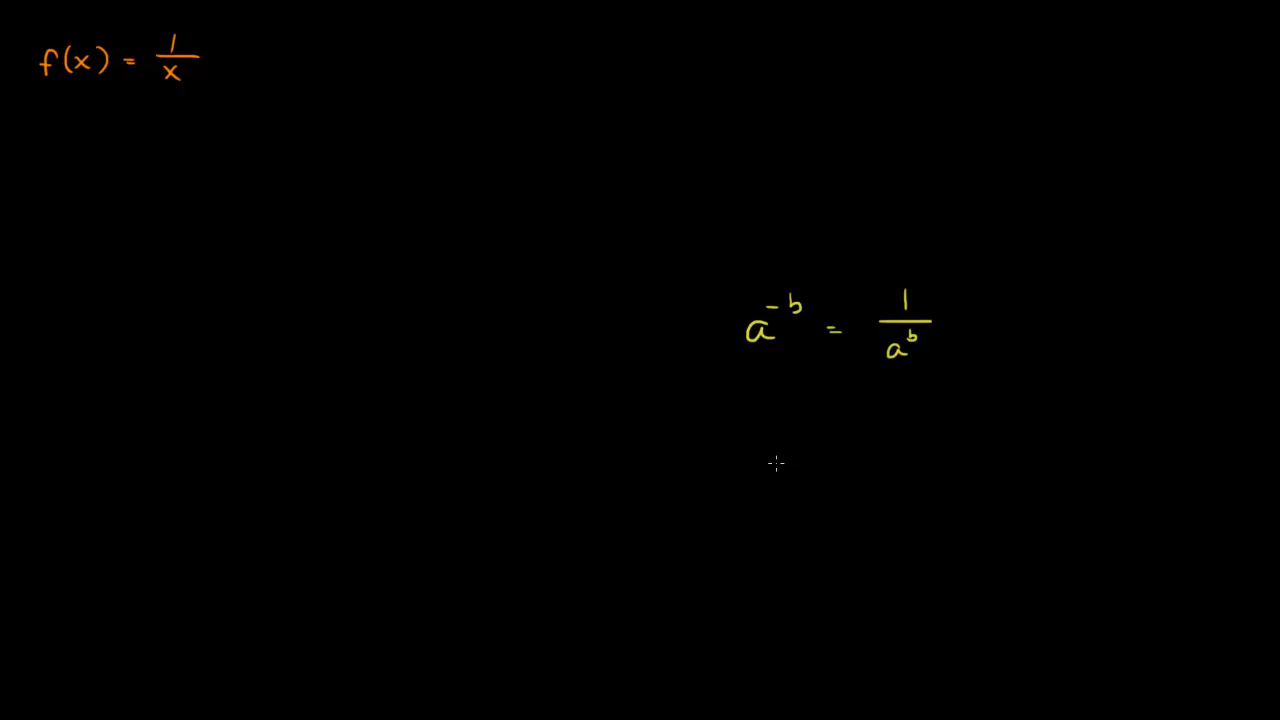 f(x) = 1/x
a^-b = 1/a^b